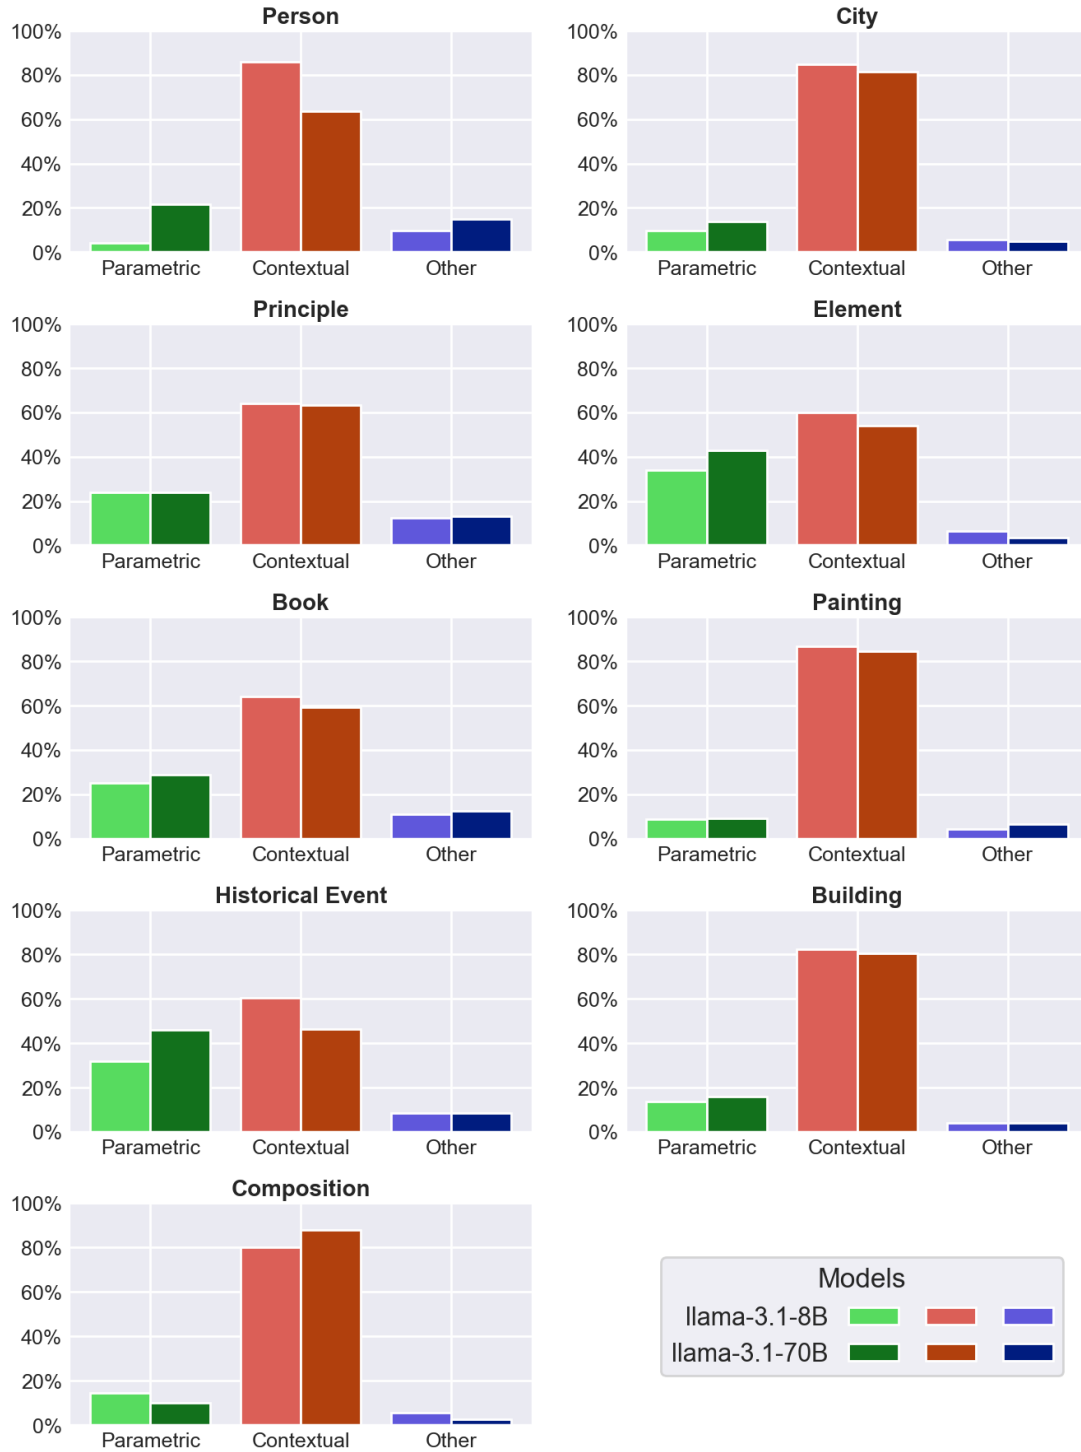 Person
100%
80%
60%
40%
20%
0%
Parametric Contextual Other
City
100%
80%
60%
40%
20%
0%
Parametric Contextual Other
Principle
100%
80%
60%
40%
20%
0%
Parametric Contextual Other
Element
100%
80%
60%
40%
20%
0%
Parametric Contextual Other
Book
100%
80%
60%
40%
20%
0%
Parametric Contextual Other
Painting
100%
80%
60%
40%
20%
0%
Parametric Contextual Other
Historical Event
100%
80%
60%
40%
20%
0%
Parametric Contextual Other
Building
100%
80%
60%
40%
20%
0%
Parametric Contextual Other
Composition
100%
80%
60%
40%
20%
0%
Parametric Contextual Other
Models
llama-3.1-8B
llama-3.1-70B